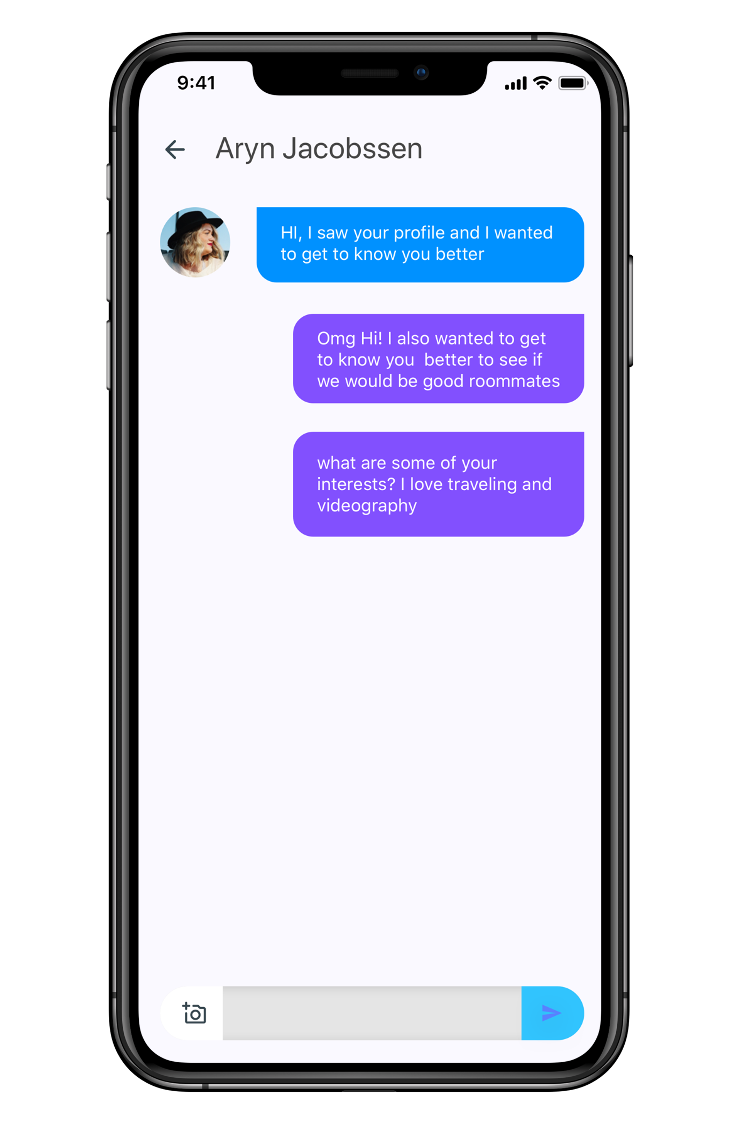 9:41
Aryn Jacobssen
HI, I saw your profile and I wanted
to get to know you better
Omg Hi! I also wanted to get
to know you  better to see if
we would be good roommates
what are some of your
interests? I love traveling and
videography